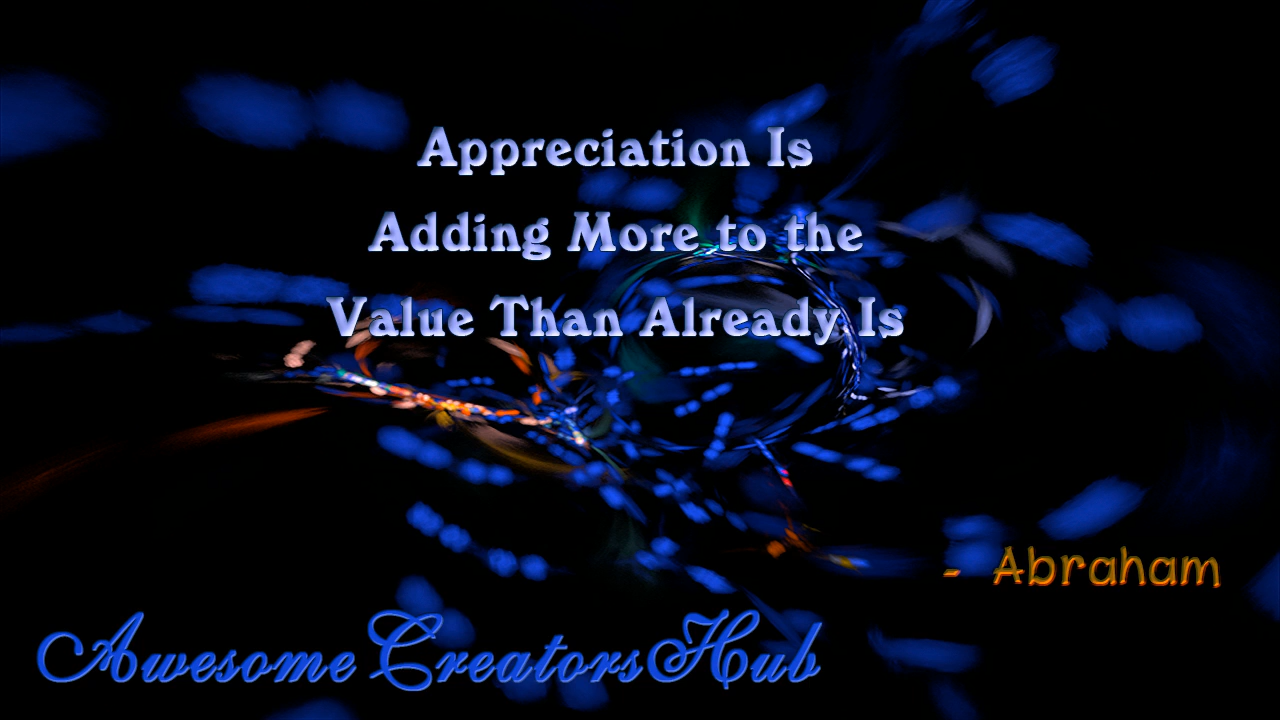 Appreciation Is
Adding More to the
Value Than Already Is
- Abraham
AwesomeCreatorsHub